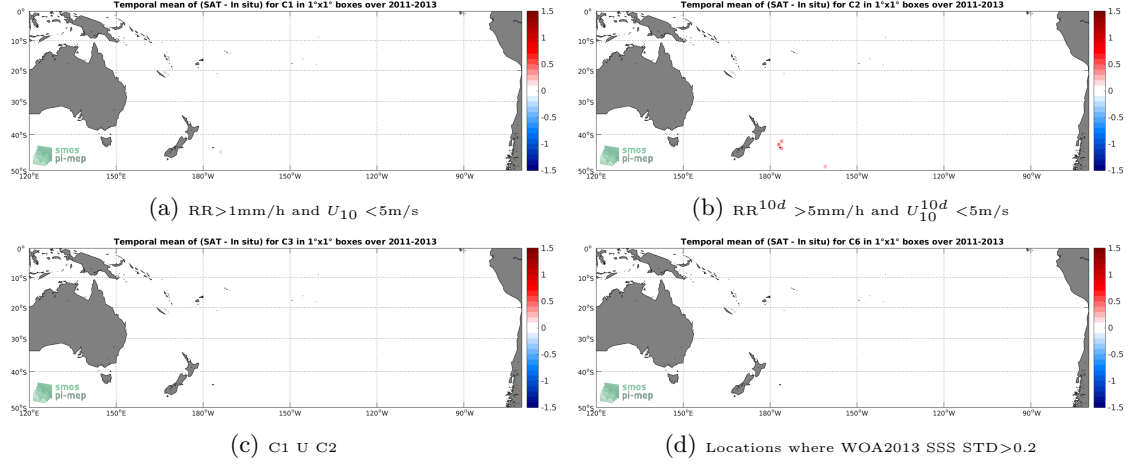 Temporal mean of (SAT - In situ) for C1 in 1°x1° boxes over 2011-2013
0°
10°S
20°S
30°S
40°S
50°S
120°E
150°E
180°W
150°W
120°W
90°W
1.5
1
0.5
0
-0.5
-1
-1.5
smos
pi-mep
(a) RR>1mm/h and U10 <5m/s
Temporal mean of (SAT - In situ) for C2 in 1°x1° boxes over 2011-2013
0°
10°S
20°S
30°S
40°S
50°S
120°E
150°E
180°W
150°W
120°W
90°W
1.5
1
0.5
0
-0.5
-1
-1.5
smos
pi-mep
(b) RR^10d >5mm/h and U10^10d <5m/s
Temporal mean of (SAT - In situ) for C3 in 1°x1° boxes over 2011-2013
0°
10°S
20°S
30°S
40°S
50°S
120°E
150°E
180°W
150°W
120°W
90°W
1.5
1
0.5
0
-0.5
-1
-1.5
smos
pi-mep
(c) C1 U C2
Temporal mean of (SAT - In situ) for C6 in 1°x1° boxes over 2011-2013
0°
10°S
20°S
30°S
40°S
50°S
120°E
150°E
180°W
150°W
120°W
90°W
1.5
1
0.5
0
-0.5
-1
-1.5
smos
pi-mep
(d) Locations where WOA2013 SSS STD>0.2